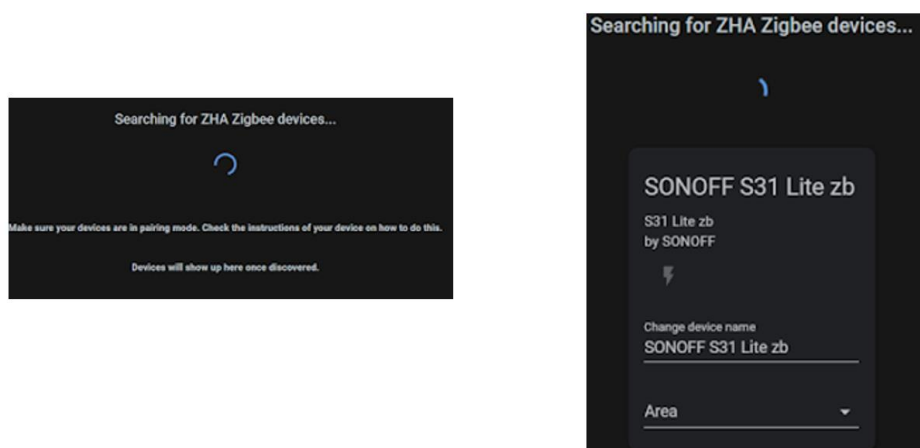 Searching for ZHA Zigbee devices...
Make sure your devices are in pairing mode. Check the instructions of your device on how to do this.
Devices will show up here once discovered.
Searching for ZHA Zigbee devices...
SONOFF S31 Lite zb
S31 Lite zb
by SONOFF
Change device name
SONOFF S31 Lite zb
Area